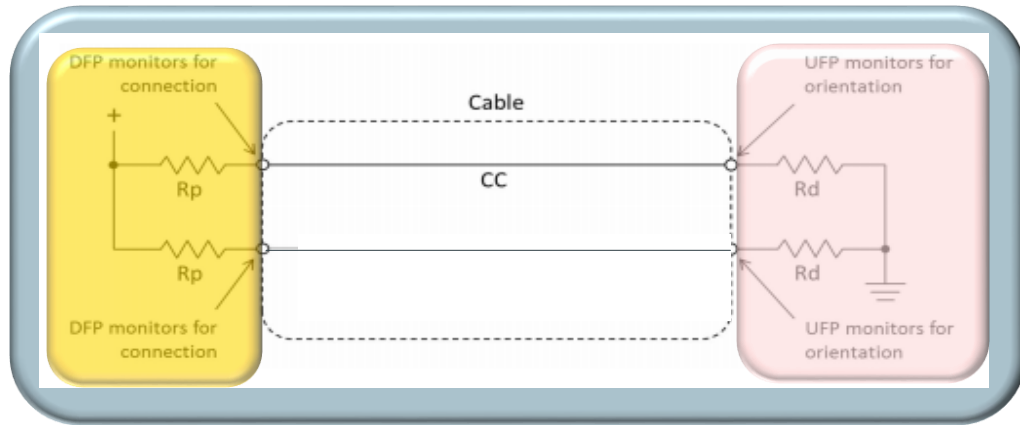 DFP monitors for
connection
+
Rp
Rp
DFP monitors for
connection
Cable
CC
UFP monitors for
orientation
Rd
Rd
UFP monitors for
orientation